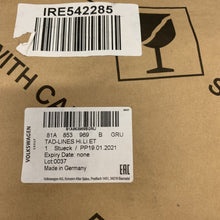 IRE542285
WITH CA
S
VOLKSWAGEN
81A 853 969 B GRU
TAD-LINES HI LI ET
1 Stueck / PP19.01.2021
Expiry Date: none
Lot:0037
Made in Germany
EAC